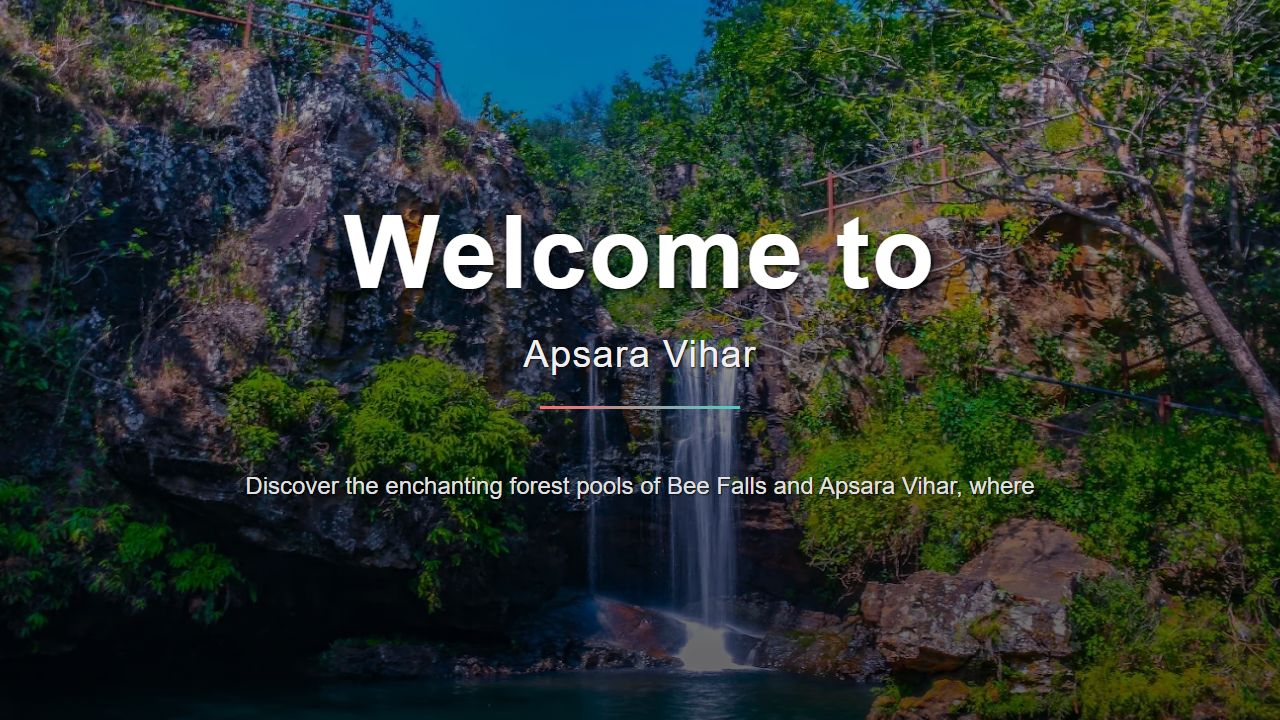 Welcome to
Apsara Vihar
Discover the enchanting forest pools of Bee Falls and Apsara Vihar, where